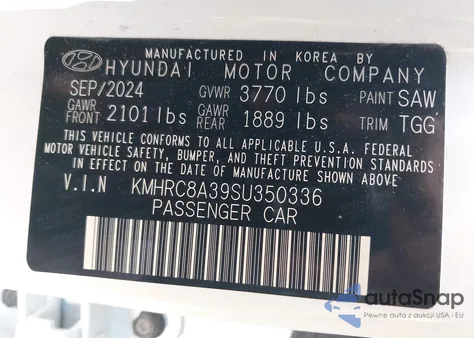 MANUFACTURED IN KOREA BY
HYUNDAI MOTOR COMPANY
SEP/2024 GVWR 3770 lbs PAINT SAW
GAWR FRONT 2101 lbs GAWR REAR 1889 lbs TRIM TGG
THIS VEHICLE CONFORMS TO ALL APPLICABLE U.S.A. FEDERAL
MOTOR VEHICLE SAFETY, BUMPER, AND THEFT PREVENTION STANDARDS
IN EFFECT ON THE DATE OF MANUFACTURE SHOWN ABOVE.
V.I.N KMHRC8A39SU350336
PASSENGER CAR
autoSnap
Pewne auta z aukcji USA i EU